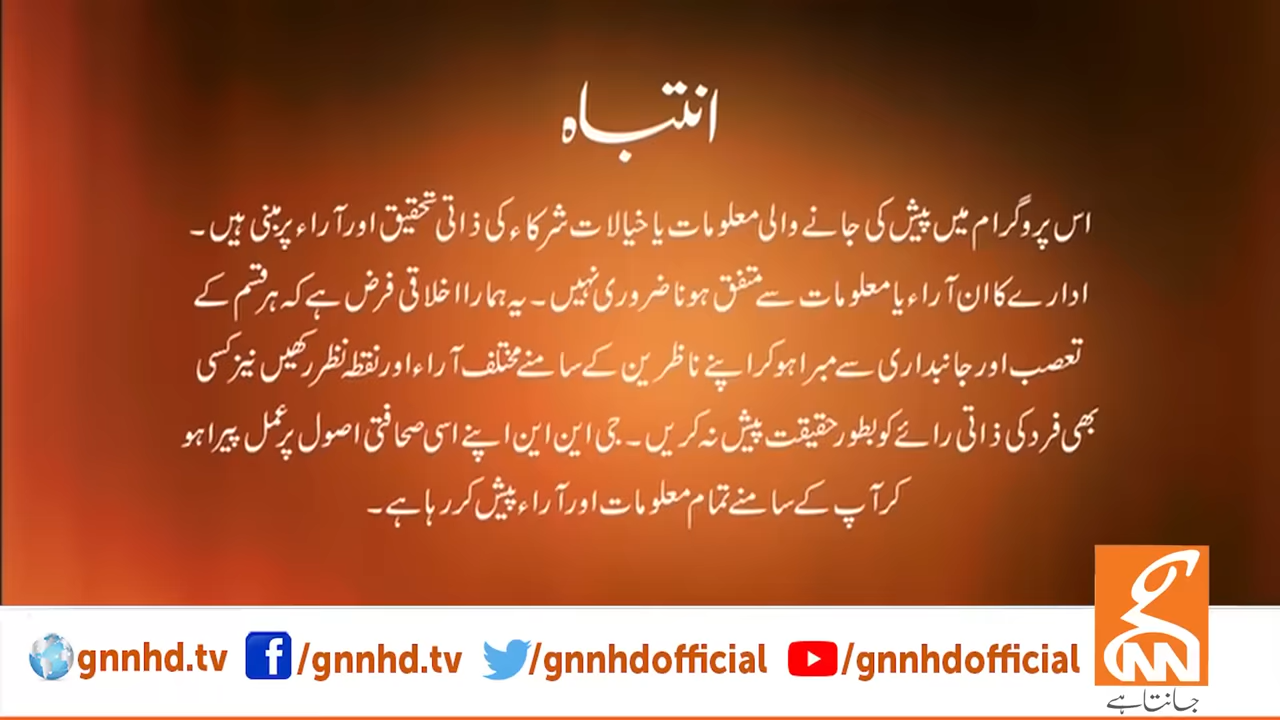 انتباہ
اس پروگرام میں پیش کی جانے والی معلومات یا خیالات شرکاء کی ذاتی تحقیق اور آراء پر مبنی ہیں۔
ادارے کا ان آراء یا معلومات سے متفق ہونا ضروری نہیں۔ یہ ہمارا اخلاقی فرض ہے کہ ہر قسم کے
تعصب اور جانبداری سے مبرا ہو کر اپنے ناظرین کے سامنے مختلف آراء اور نقطہ نظر رکھیں نیز کسی
بھی فرد کی ذاتی رائے کو بطور حقیقت پیش نہ کریں۔ جی این این اپنے اسی صحافتی اصول پر عمل پیرا ہو
کر آپ کے سامنے تمام معلومات اور آراء پیش کر رہا ہے۔
gnnhd.tv /gnnhd.tv /gnnhdofficial /gnnhdofficial
GNN
جانتا ہے